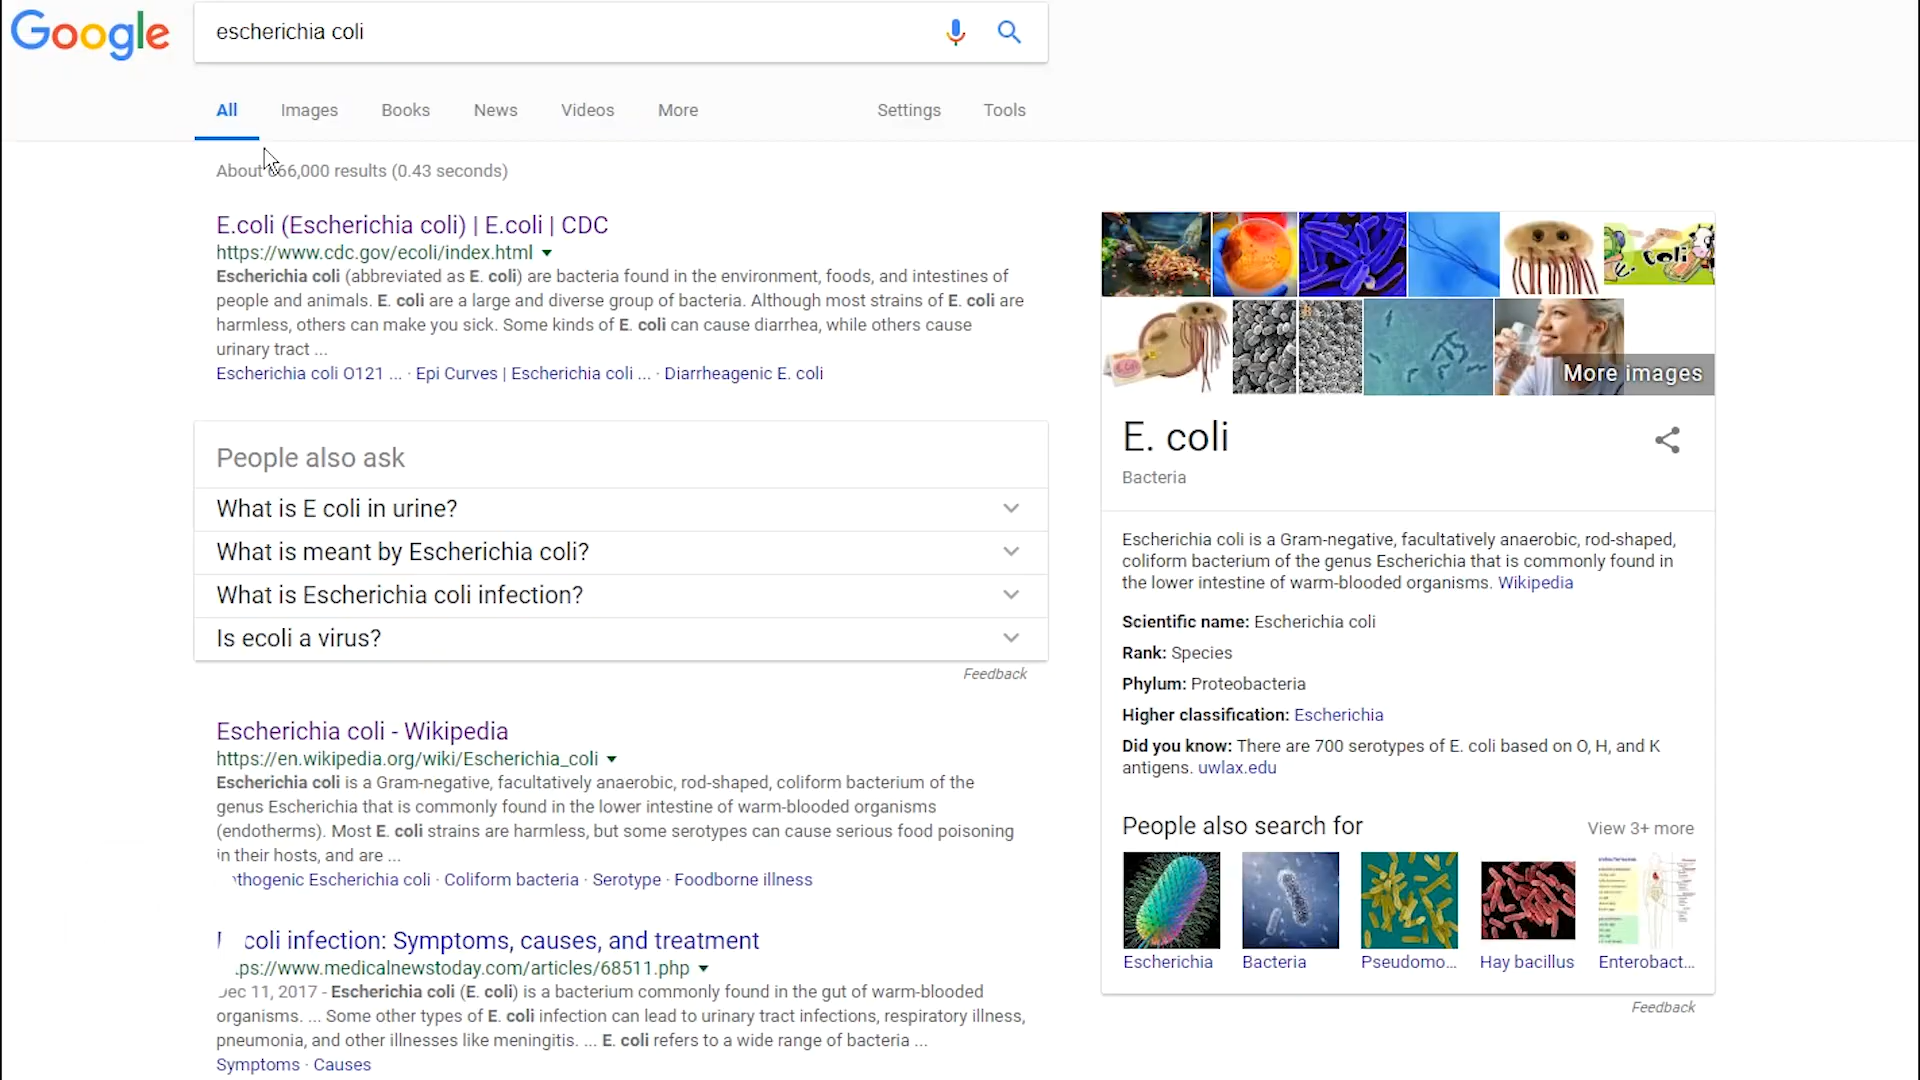 Google
escherichia coli
All Images Books News Videos More Settings Tools
About 66,000 results (0.43 seconds)
E.coli (Escherichia coli) | E.coli | CDC
https://www.cdc.gov/ecoli/index.html
Escherichia coli (abbreviated as E. coli) are bacteria found in the environment, foods, and intestines of
people and animals. E. coli are a large and diverse group of bacteria. Although most strains of E. coli are
harmless, others can make you sick. Some kinds of E. coli can cause diarrhea, while others cause
urinary tract ...
Escherichia coli O121 ... · Epi Curves | Escherichia coli ... · Diarrheagenic E. coli
People also ask
What is E coli in urine?
What is meant by Escherichia coli?
What is Escherichia coli infection?
Is ecoli a virus?
Feedback
Escherichia coli - Wikipedia
https://en.wikipedia.org/wiki/Escherichia_coli
Escherichia coli is a Gram-negative, facultatively anaerobic, rod-shaped, coliform bacterium of the
genus Escherichia that is commonly found in the lower intestine of warm-blooded organisms
(endotherms). Most E. coli strains are harmless, but some serotypes can cause serious food poisoning
in their hosts, and are ...
thogenic Escherichia coli · Coliform bacteria · Serotype · Foodborne illness
coli infection: Symptoms, causes, and treatment
ps://www.medicalnewstoday.com/articles/68511.php
Dec 11, 2017 - Escherichia coli (E. coli) is a bacterium commonly found in the gut of warm-blooded
organisms. ... Some other types of E. coli infection can lead to urinary tract infections, respiratory illness,
pneumonia, and other illnesses like meningitis. ... E. coli refers to a wide range of bacteria ...
Symptoms · Causes
Coli
More images
E. coli
Bacteria
Escherichia coli is a Gram-negative, facultatively anaerobic, rod-shaped,
coliform bacterium of the genus Escherichia that is commonly found in
the lower intestine of warm-blooded organisms. Wikipedia
Scientific name: Escherichia coli
Rank: Species
Phylum: Proteobacteria
Higher classification: Escherichia
Did you know: There are 700 serotypes of E. coli based on O, H, and K
antigens. uwlax.edu
People also search for View 3+ more
Escherichia Bacteria Pseudomo... Hay bacillus Enterobact...
Feedback